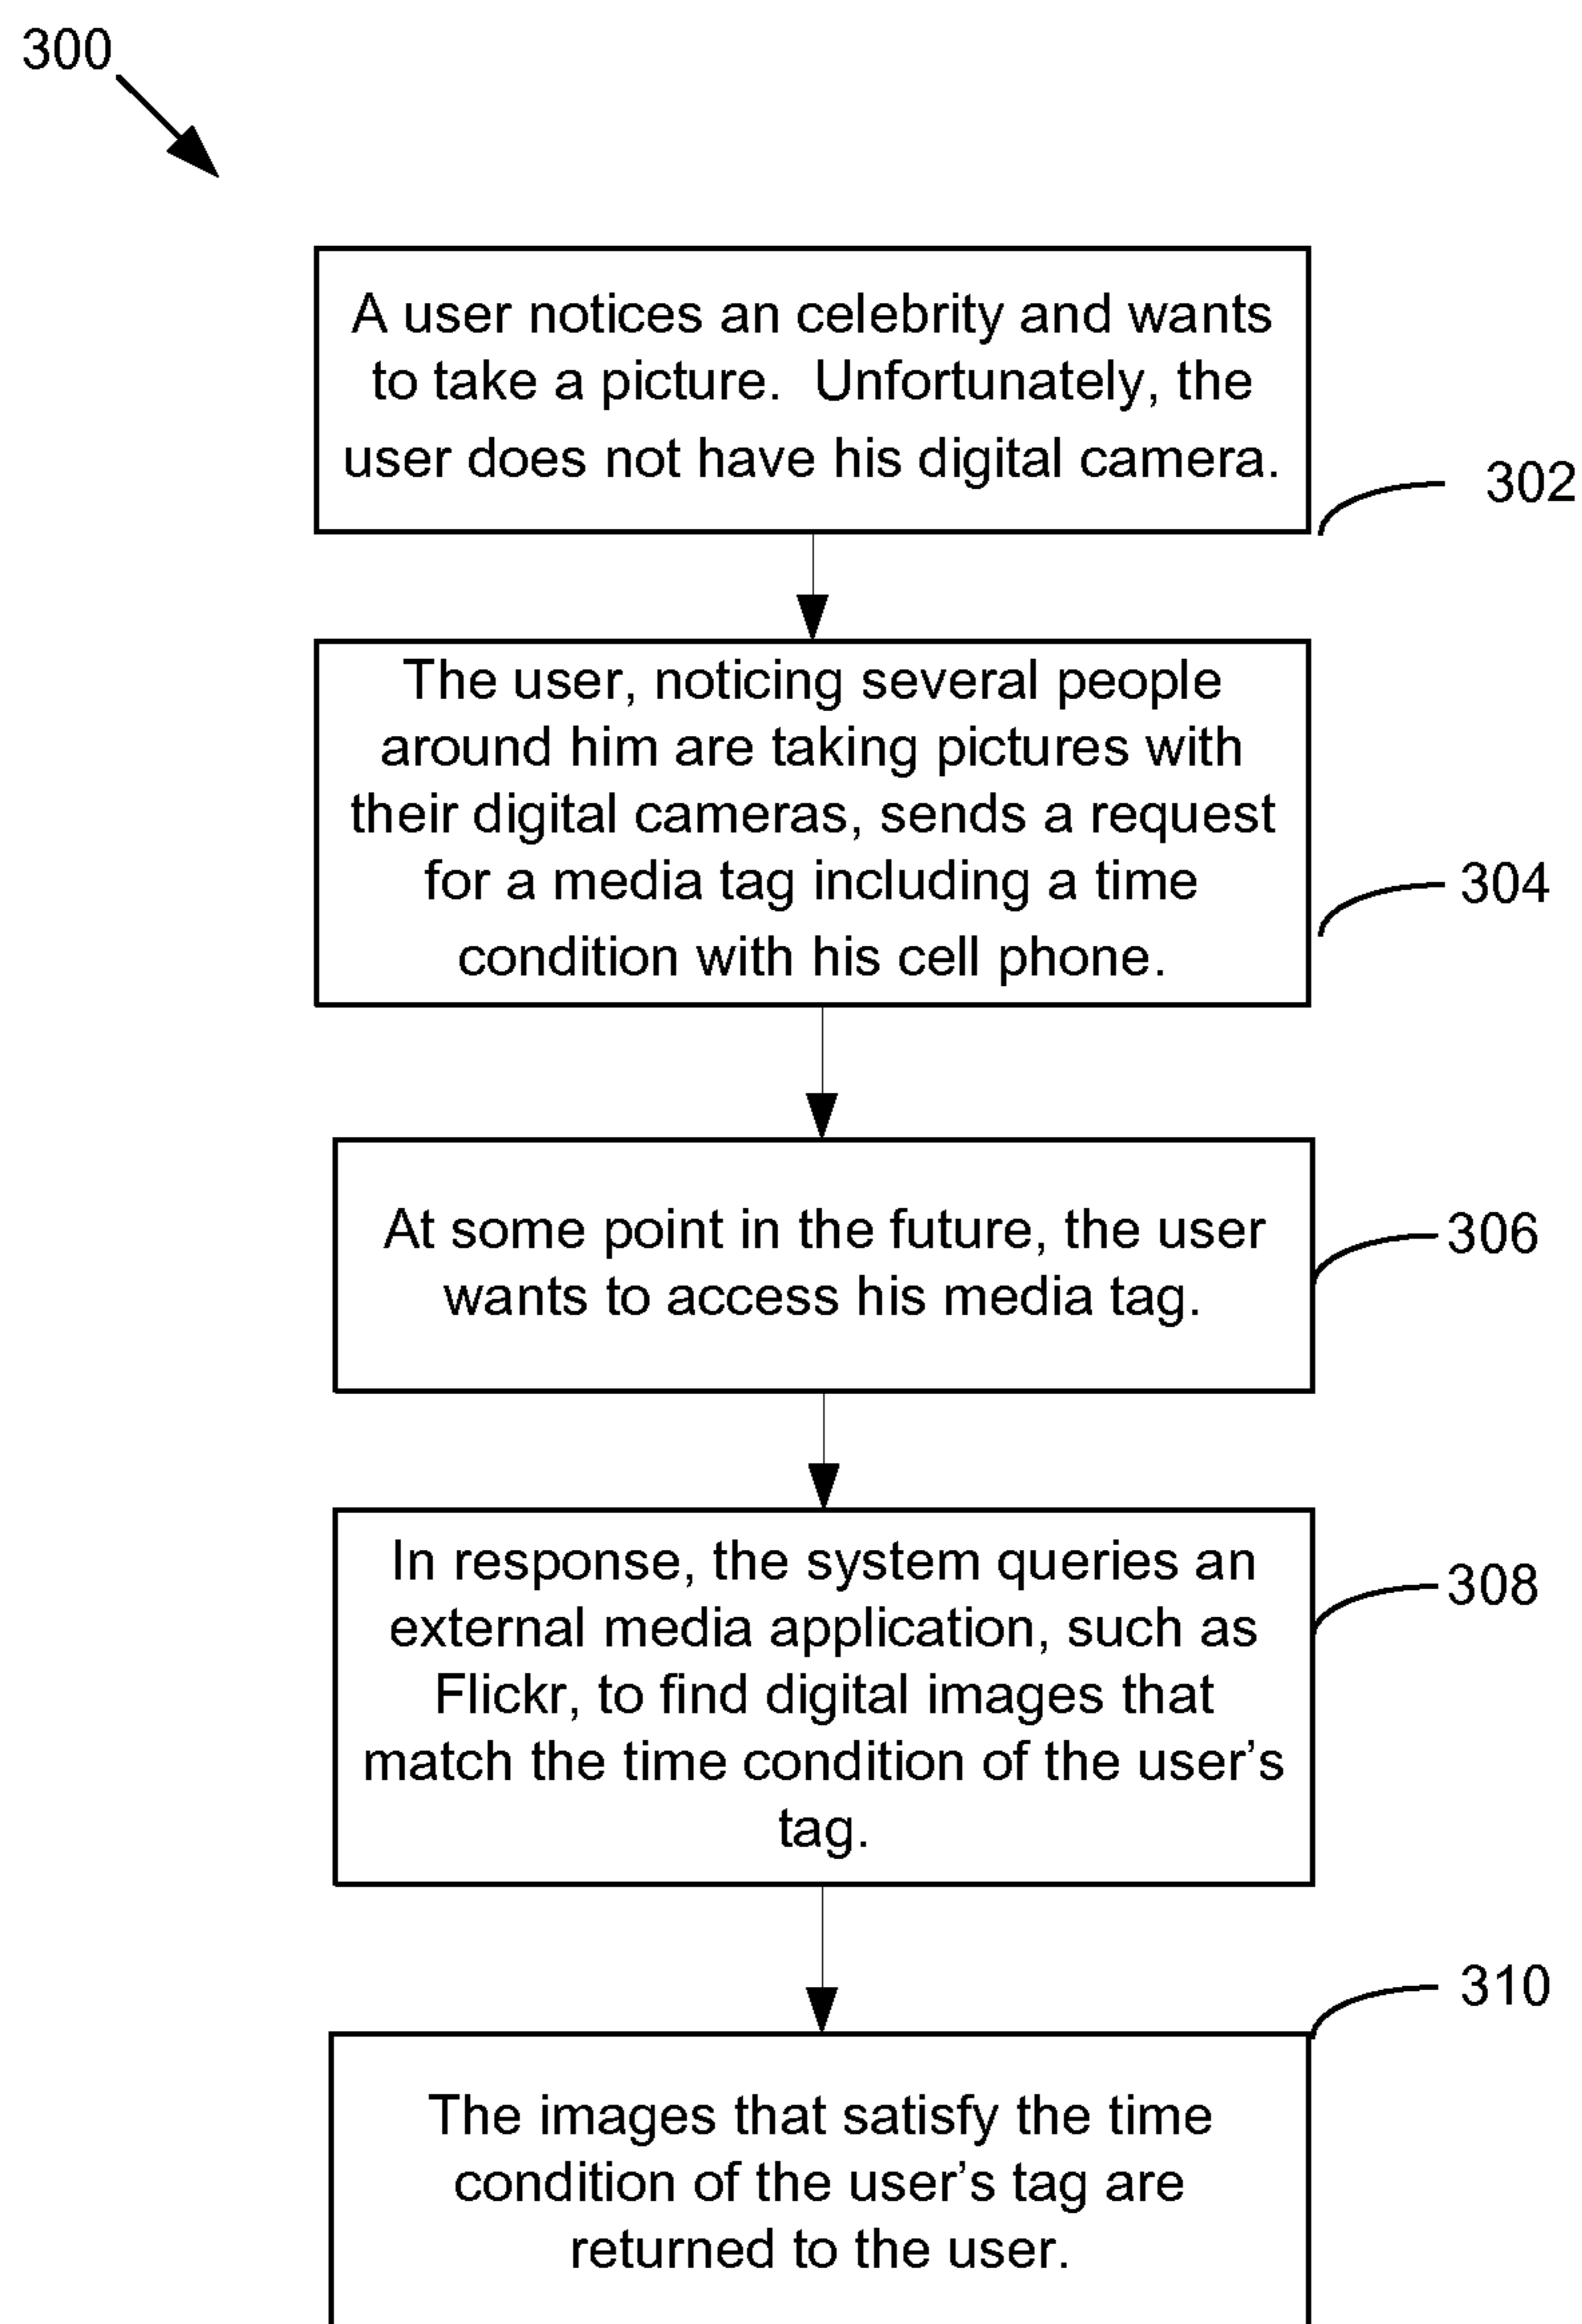 300
A user notices an celebrity and wants
to take a picture.  Unfortunately, the
user does not have his digital camera.
302
The user, noticing several people
around him are taking pictures with
their digital cameras, sends a request
for a media tag including a time
condition with his cell phone.
304
At some point in the future, the user
wants to access his media tag.
306
In response, the system queries an
external media application, such as
Flickr, to find digital images that
match the time condition of the user’s
tag.
308
310
The images that satisfy the time
condition of the user’s tag are
returned to the user.